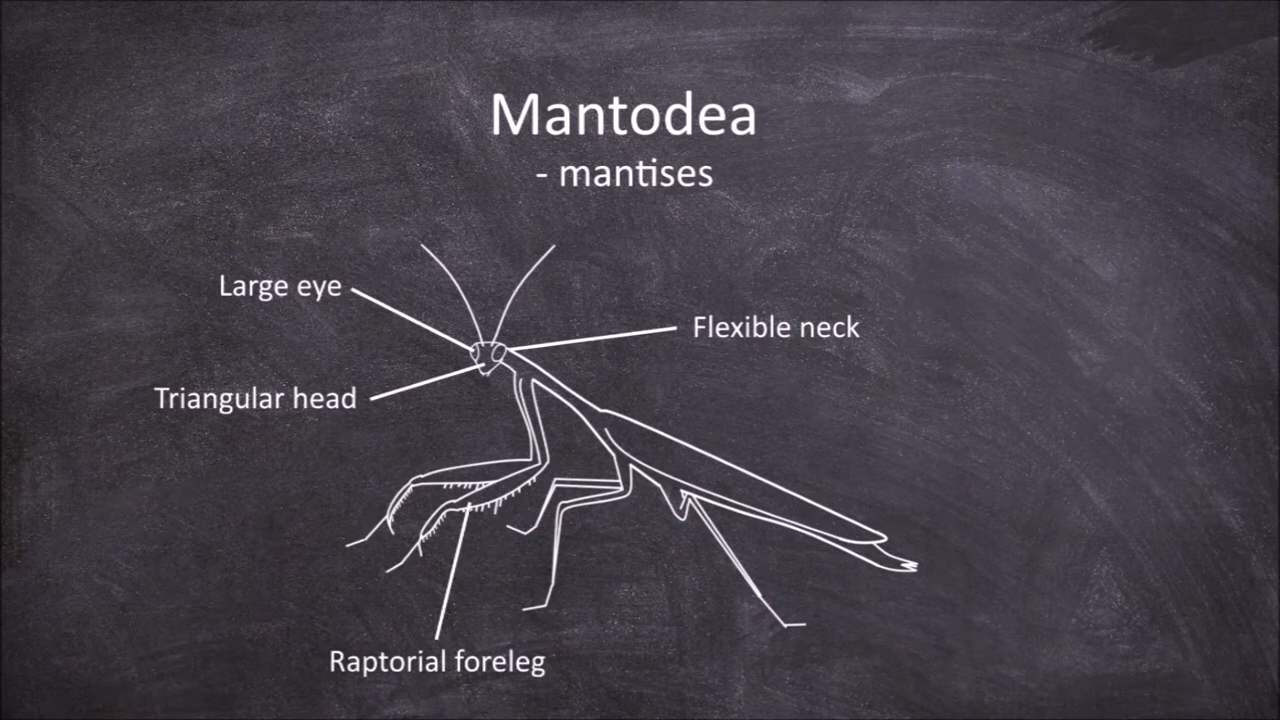 Mantodea
- mantises
Large eye
Flexible neck
Triangular head
Raptorial foreleg